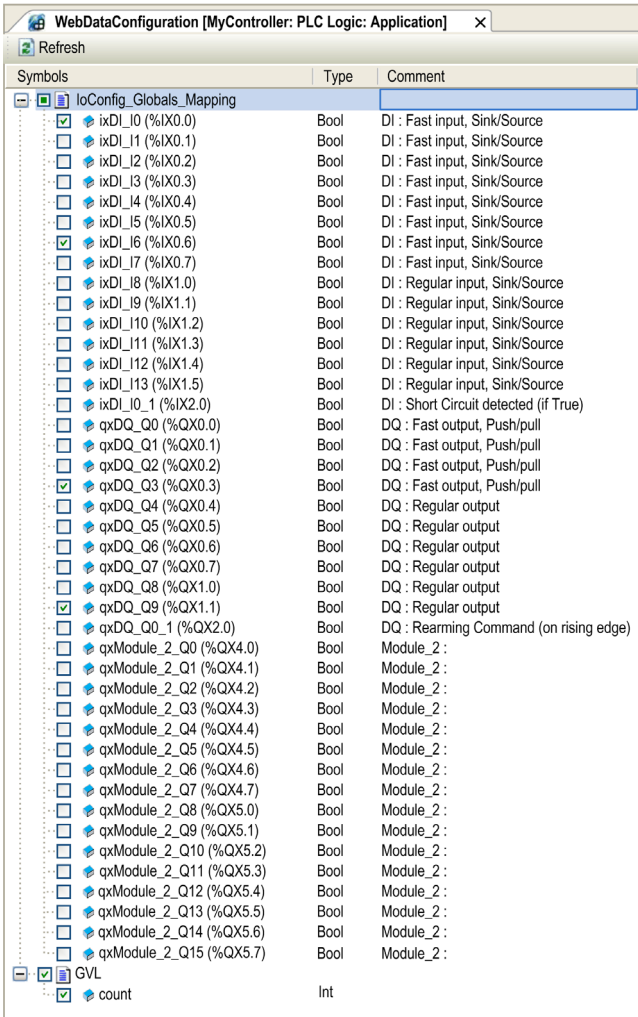 WebDataConfiguration [MyController: PLC Logic: Application]
Refresh
Symbols Type Comment
IoConfig_Globals_Mapping
ixDI_I0 (%IX0.0) Bool DI : Fast input, Sink/Source
ixDI_I1 (%IX0.1) Bool DI : Fast input, Sink/Source
ixDI_I2 (%IX0.2) Bool DI : Fast input, Sink/Source
ixDI_I3 (%IX0.3) Bool DI : Fast input, Sink/Source
ixDI_I4 (%IX0.4) Bool DI : Fast input, Sink/Source
ixDI_I5 (%IX0.5) Bool DI : Fast input, Sink/Source
ixDI_I6 (%IX0.6) Bool DI : Fast input, Sink/Source
ixDI_I7 (%IX0.7) Bool DI : Fast input, Sink/Source
ixDI_I8 (%IX1.0) Bool DI : Regular input, Sink/Source
ixDI_I9 (%IX1.1) Bool DI : Regular input, Sink/Source
ixDI_I10 (%IX1.2) Bool DI : Regular input, Sink/Source
ixDI_I11 (%IX1.3) Bool DI : Regular input, Sink/Source
ixDI_I12 (%IX1.4) Bool DI : Regular input, Sink/Source
ixDI_I13 (%IX1.5) Bool DI : Regular input, Sink/Source
ixDI_I0_1 (%IX2.0) Bool DI : Short Circuit detected (if True)
qxDQ_Q0 (%QX0.0) Bool DQ : Fast output, Push/pull
qxDQ_Q1 (%QX0.1) Bool DQ : Fast output, Push/pull
qxDQ_Q2 (%QX0.2) Bool DQ : Fast output, Push/pull
qxDQ_Q3 (%QX0.3) Bool DQ : Fast output, Push/pull
qxDQ_Q4 (%QX0.4) Bool DQ : Regular output
qxDQ_Q5 (%QX0.5) Bool DQ : Regular output
qxDQ_Q6 (%QX0.6) Bool DQ : Regular output
qxDQ_Q7 (%QX0.7) Bool DQ : Regular output
qxDQ_Q8 (%QX1.0) Bool DQ : Regular output
qxDQ_Q9 (%QX1.1) Bool DQ : Regular output
qxDQ_Q0_1 (%QX2.0) Bool DQ : Rearming Command (on rising edge)
qxModule_2_Q0 (%QX4.0) Bool Module_2 :
qxModule_2_Q1 (%QX4.1) Bool Module_2 :
qxModule_2_Q2 (%QX4.2) Bool Module_2 :
qxModule_2_Q3 (%QX4.3) Bool Module_2 :
qxModule_2_Q4 (%QX4.4) Bool Module_2 :
qxModule_2_Q5 (%QX4.5) Bool Module_2 :
qxModule_2_Q6 (%QX4.6) Bool Module_2 :
qxModule_2_Q7 (%QX4.7) Bool Module_2 :
qxModule_2_Q8 (%QX5.0) Bool Module_2 :
qxModule_2_Q9 (%QX5.1) Bool Module_2 :
qxModule_2_Q10 (%QX5.2) Bool Module_2 :
qxModule_2_Q11 (%QX5.3) Bool Module_2 :
qxModule_2_Q12 (%QX5.4) Bool Module_2 :
qxModule_2_Q13 (%QX5.5) Bool Module_2 :
qxModule_2_Q14 (%QX5.6) Bool Module_2 :
qxModule_2_Q15 (%QX5.7) Bool Module_2 :
GVL
count Int